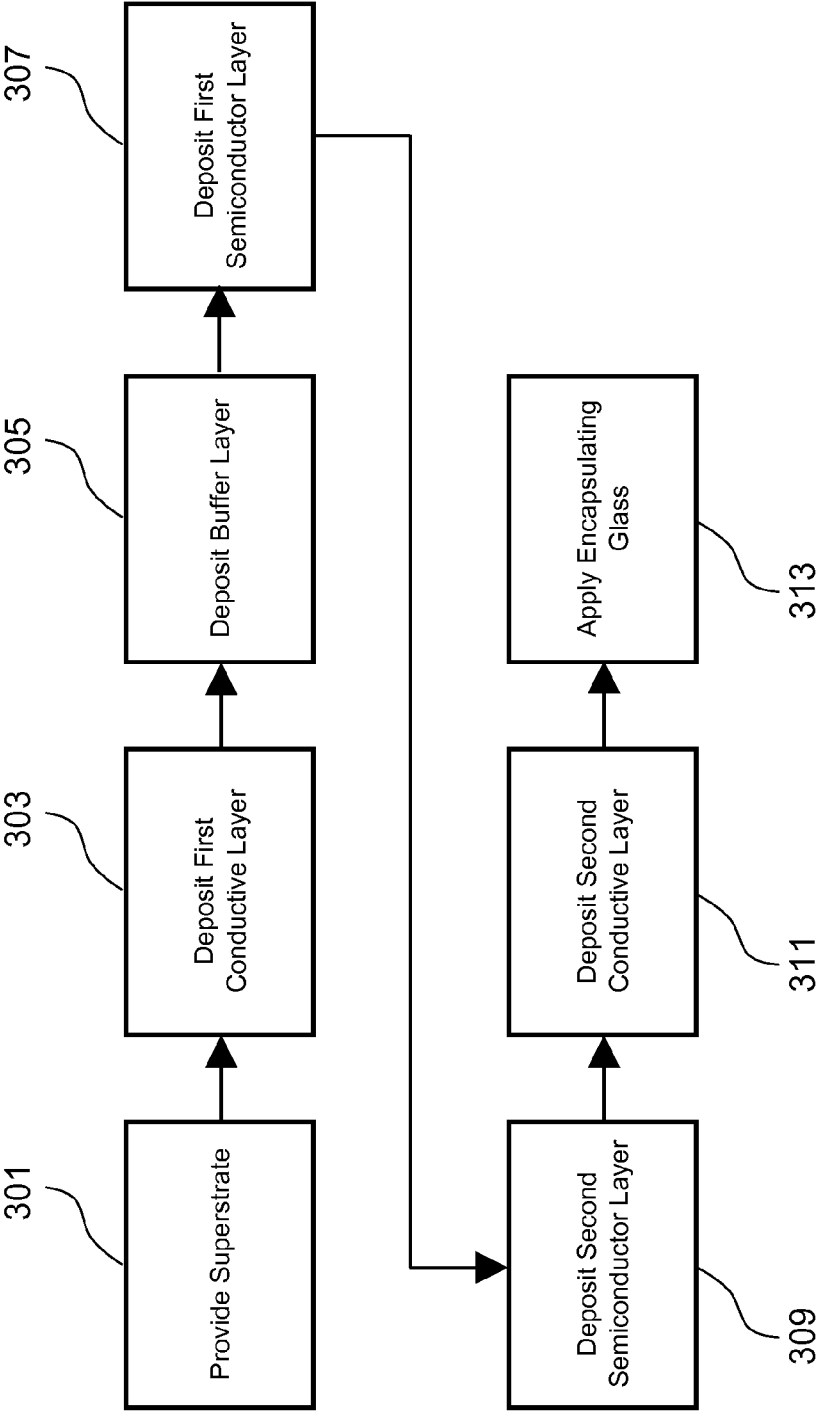 301
Provide Superstrate
303
Deposit First
Conductive Layer
305
Deposit Buffer Layer
307
Deposit First
Semiconductor Layer
Deposit Second
Semiconductor Layer
309
Deposit Second
Conductive Layer
311
Apply Encapsulating
Glass
313